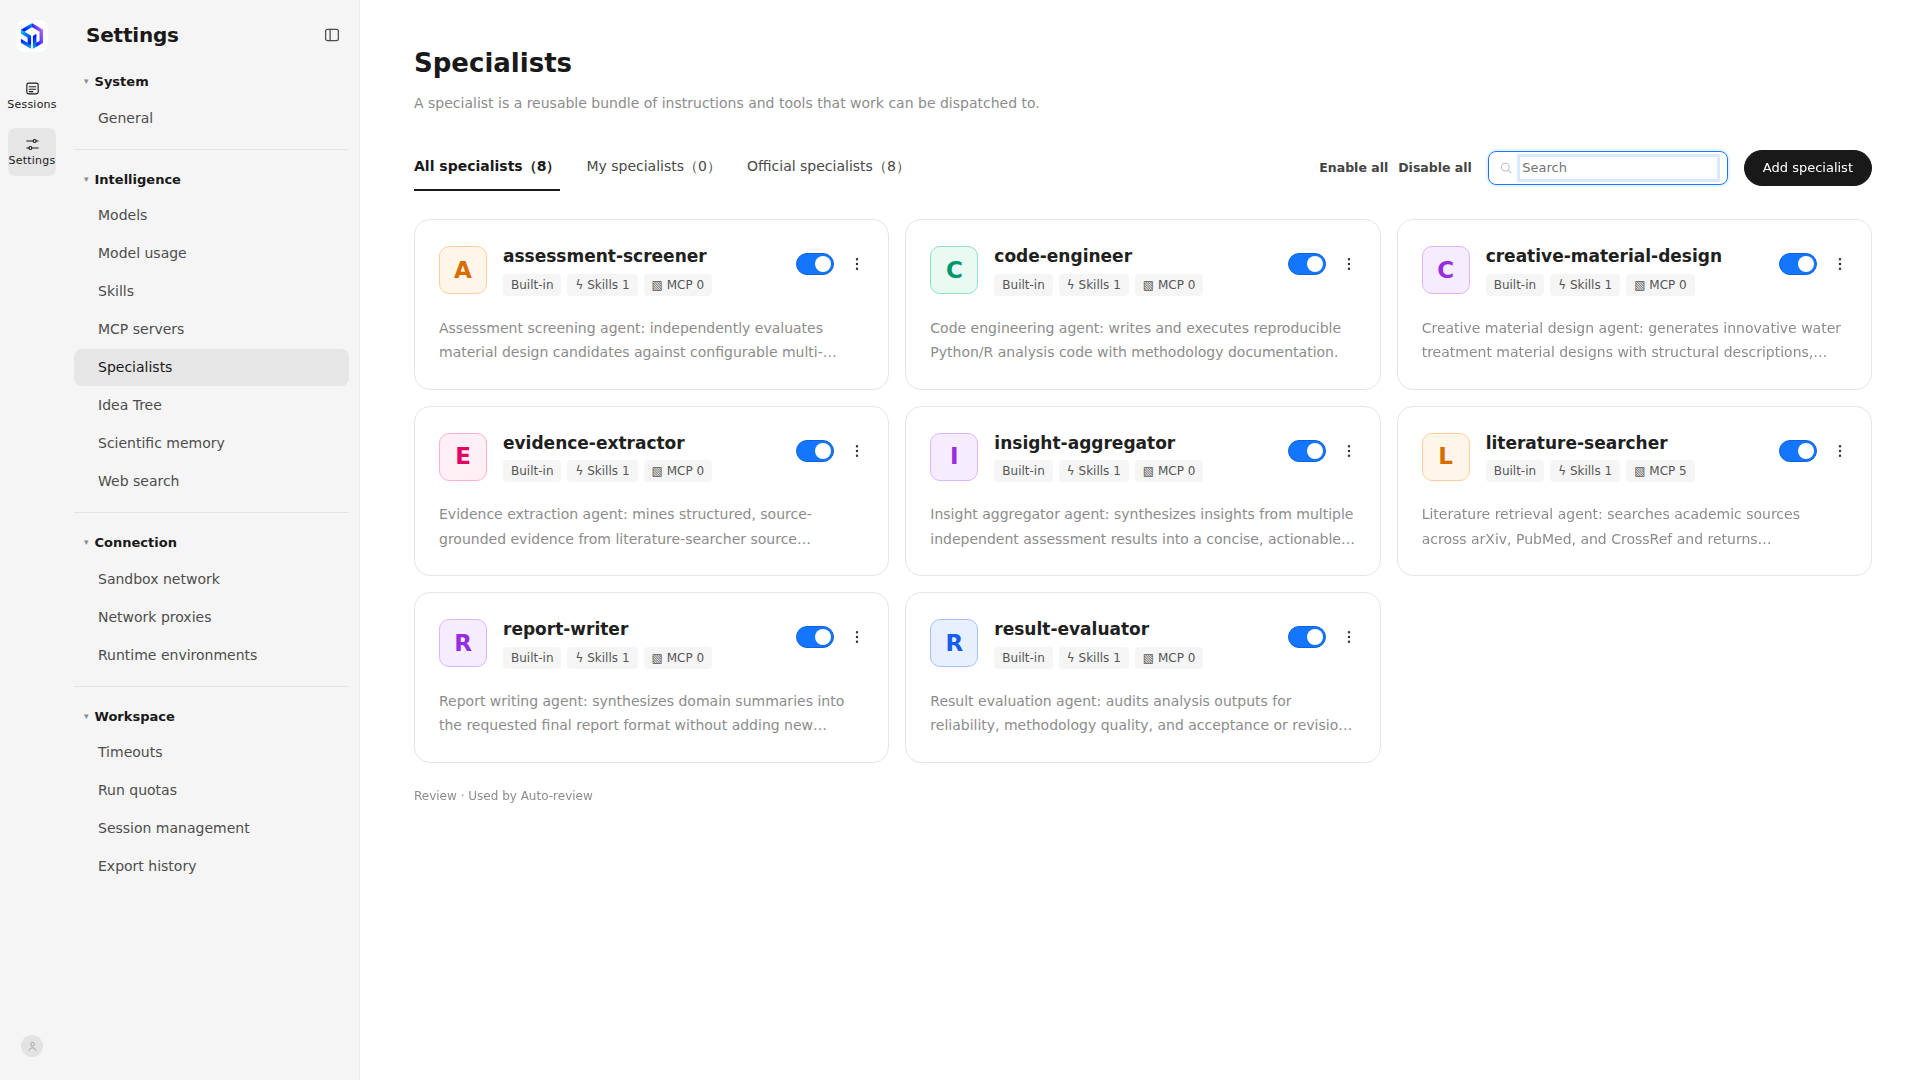 Settings
Sessions
Settings
System
General
Intelligence
Models
Model usage
Skills
MCP servers
Specialists
Idea Tree
Scientific memory
Web search
Connection
Sandbox network
Network proxies
Runtime environments
Workspace
Timeouts
Run quotas
Session management
Export history
Specialists
A specialist is a reusable bundle of instructions and tools that work can be dispatched to.
All specialists（8） My specialists（0） Official specialists（8）
Enable all Disable all Search Add specialist
A assessment-screener
Built-in Skills 1 MCP 0
Assessment screening agent: independently evaluates
material design candidates against configurable multi-…
C code-engineer
Built-in Skills 1 MCP 0
Code engineering agent: writes and executes reproducible
Python/R analysis code with methodology documentation.
C creative-material-design
Built-in Skills 1 MCP 0
Creative material design agent: generates innovative water
treatment material designs with structural descriptions,…
E evidence-extractor
Built-in Skills 1 MCP 0
Evidence extraction agent: mines structured, source-
grounded evidence from literature-searcher source…
I insight-aggregator
Built-in Skills 1 MCP 0
Insight aggregator agent: synthesizes insights from multiple
independent assessment results into a concise, actionable…
L literature-searcher
Built-in Skills 1 MCP 5
Literature retrieval agent: searches academic sources
across arXiv, PubMed, and CrossRef and returns…
R report-writer
Built-in Skills 1 MCP 0
Report writing agent: synthesizes domain summaries into
the requested final report format without adding new…
R result-evaluator
Built-in Skills 1 MCP 0
Result evaluation agent: audits analysis outputs for
reliability, methodology quality, and acceptance or revisio…
Review · Used by Auto-review